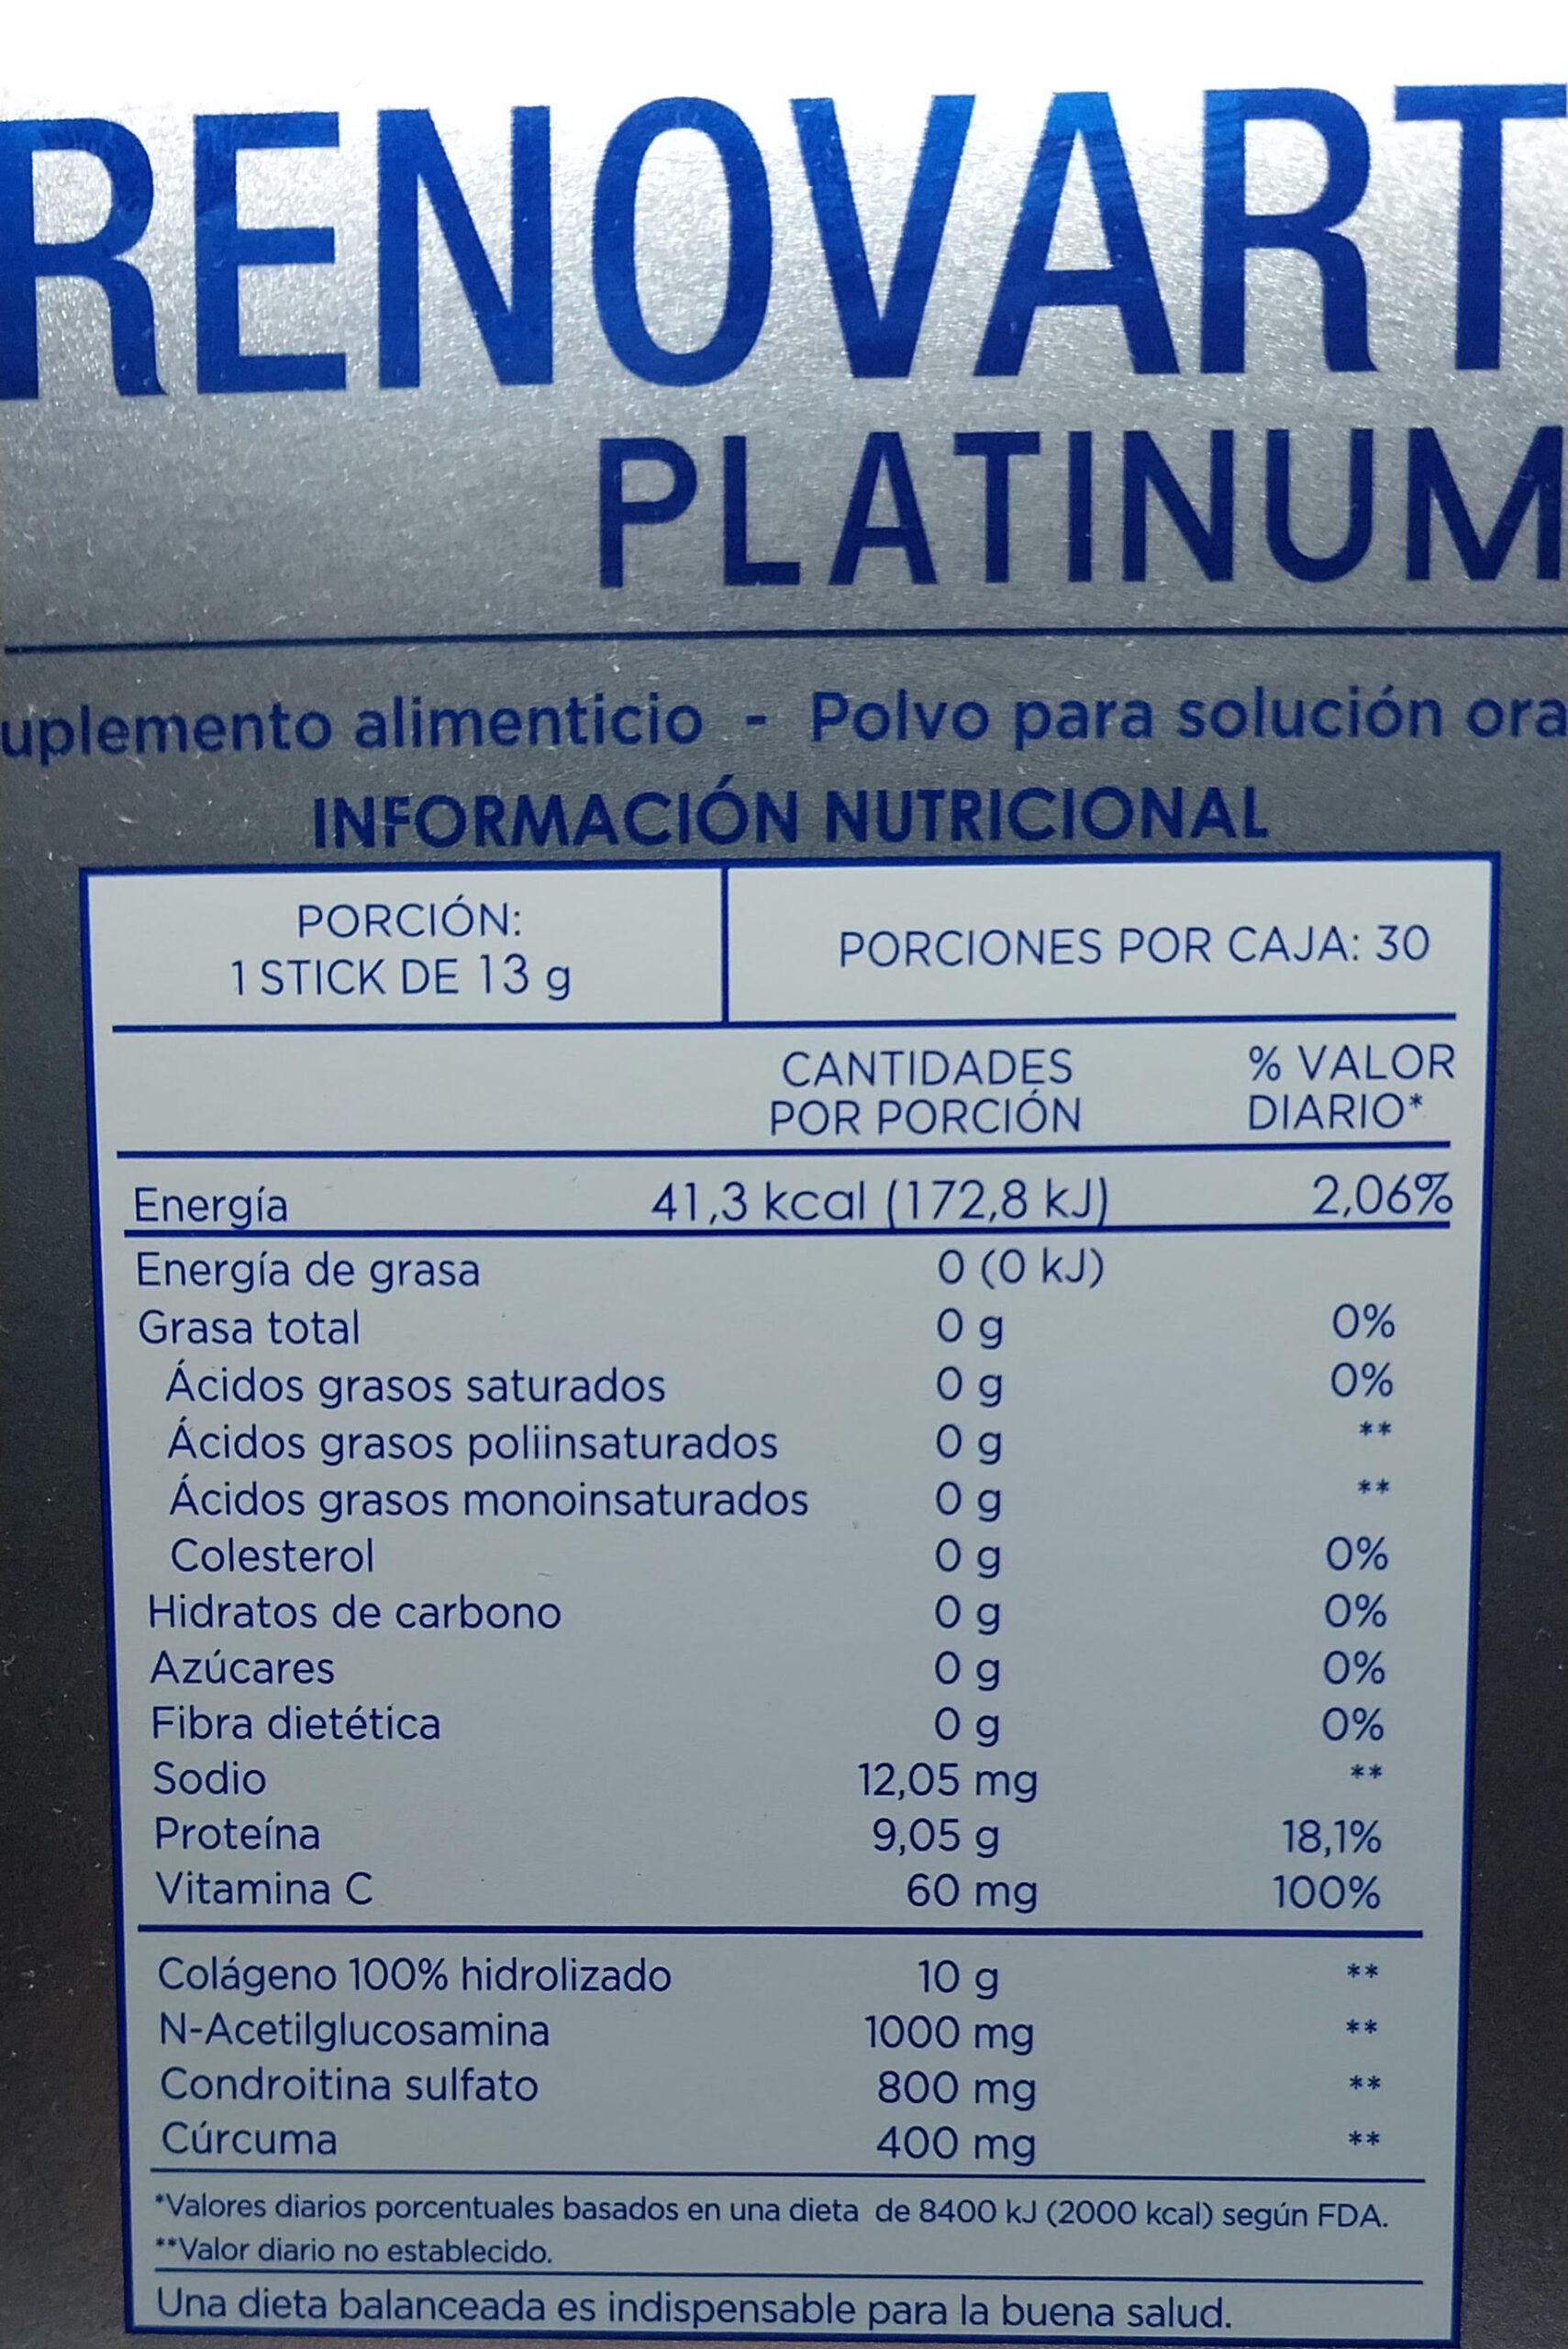 RENOVART
PLATINUM
uplemento alimenticio - Polvo para solución ora
INFORMACIÓN NUTRICIONAL
PORCIÓN:
1 STICK DE 13 g
PORCIONES POR CAJA: 30
CANTIDADES
POR PORCIÓN
% VALOR
DIARIO*
Energía 41,3 kcal (172,8 kJ) 2,06%
Energía de grasa 0 (0 kJ)
Grasa total 0 g 0%
Ácidos grasos saturados 0 g 0%
Ácidos grasos poliinsaturados 0 g **
Ácidos grasos monoinsaturados 0 g **
Colesterol 0 g 0%
Hidratos de carbono 0 g 0%
Azúcares 0 g 0%
Fibra dietética 0 g 0%
Sodio 12,05 mg **
Proteína 9,05 g 18,1%
Vitamina C 60 mg 100%
Colágeno 100% hidrolizado 10 g **
N-Acetilglucosamina 1000 mg **
Condroitina sulfato 800 mg **
Cúrcuma 400 mg **
*Valores diarios porcentuales basados en una dieta de 8400 kJ (2000 kcal) según FDA.
**Valor diario no establecido.
Una dieta balanceada es indispensable para la buena salud.